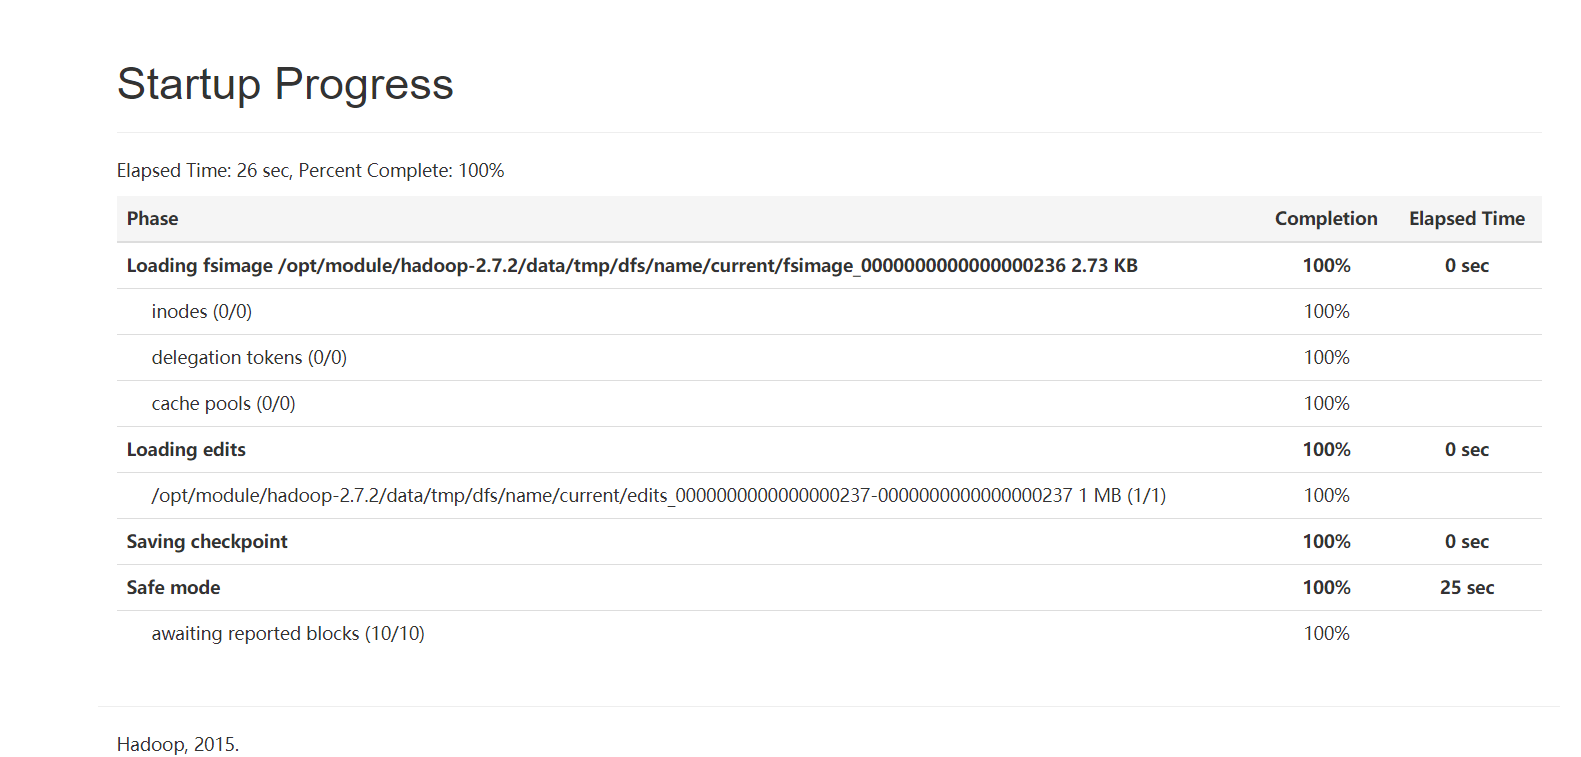 Startup Progress
Elapsed Time: 26 sec, Percent Complete: 100%
Phase Completion Elapsed Time
Loading fsimage /opt/module/hadoop-2.7.2/data/tmp/dfs/name/current/fsimage_0000000000000000236 2.73 KB 100% 0 sec
inodes (0/0) 100%
delegation tokens (0/0) 100%
cache pools (0/0) 100%
Loading edits 100% 0 sec
/opt/module/hadoop-2.7.2/data/tmp/dfs/name/current/edits_0000000000000000237-0000000000000000237 1 MB (1/1) 100%
Saving checkpoint 100% 0 sec
Safe mode 100% 25 sec
awaiting reported blocks (10/10) 100%
Hadoop, 2015.